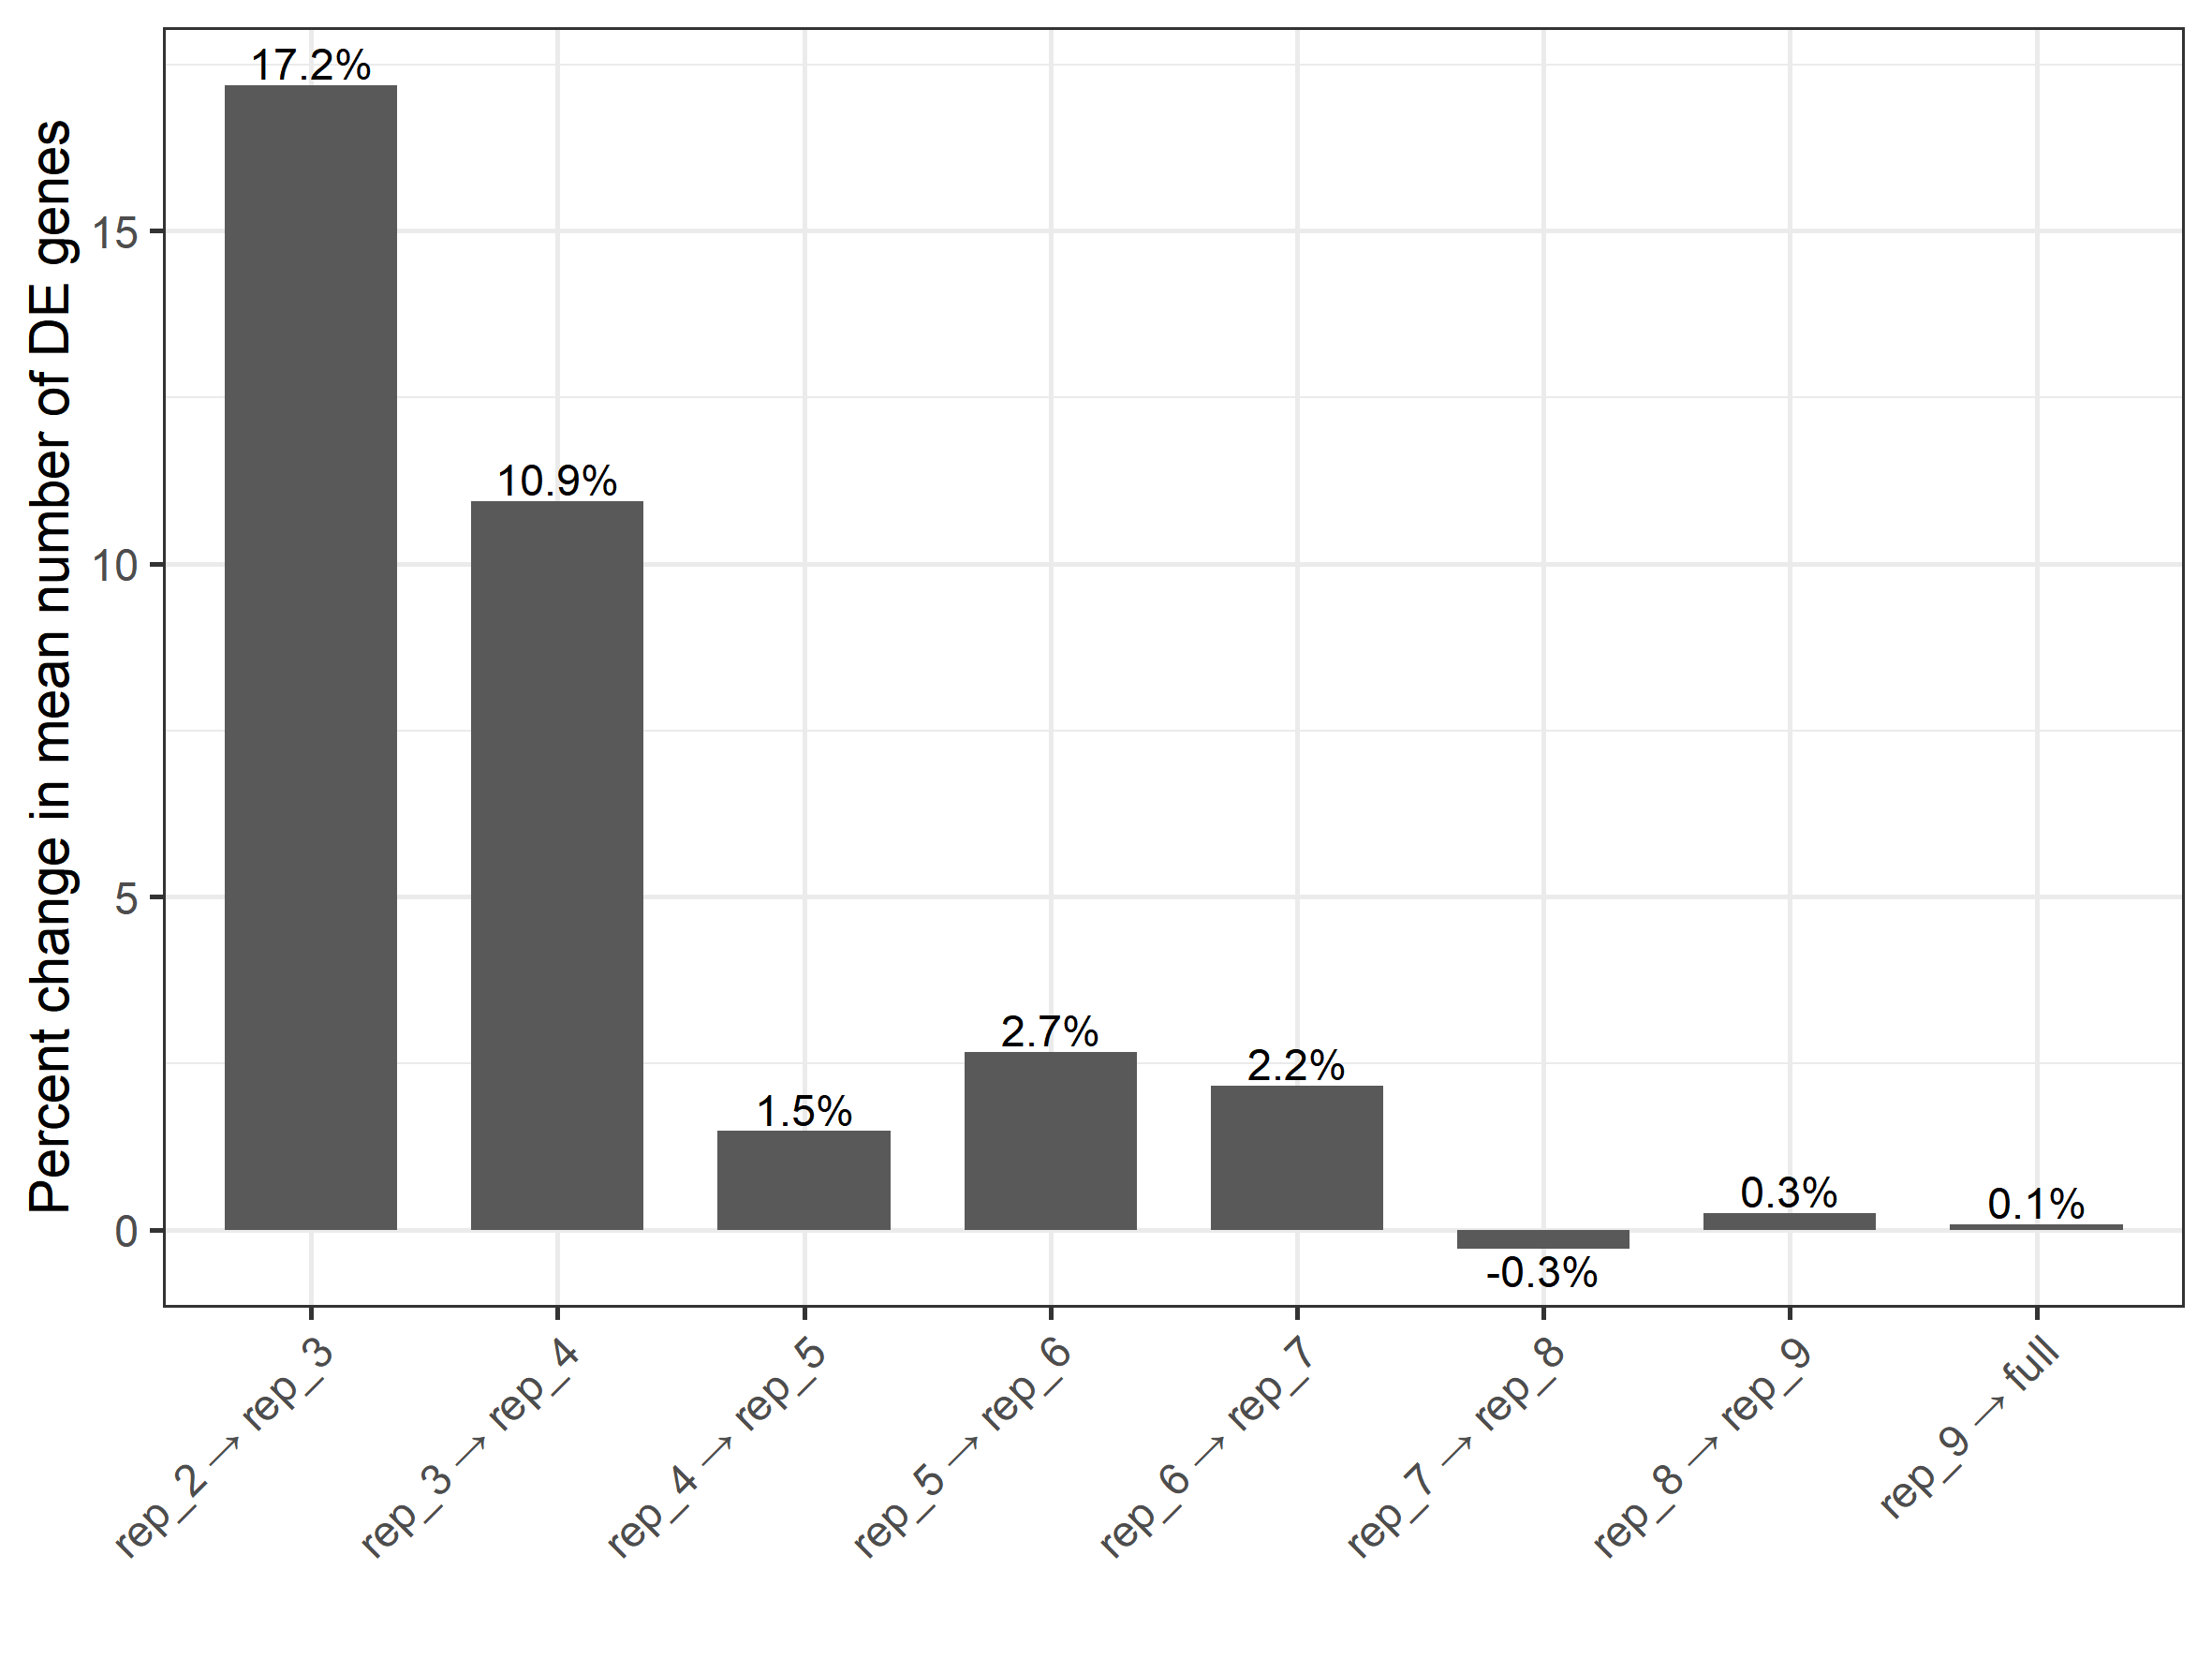 Percent change in mean number of DE genes
15
10
5
0
17.2%
10.9%
1.5%
2.7%
2.2%
-0.3%
0.3%
0.1%
rep_2→rep_3
rep_3→rep_4
rep_4→rep_5
rep_5→rep_6
rep_6→rep_7
rep_7→rep_8
rep_8→rep_9
rep_9→full